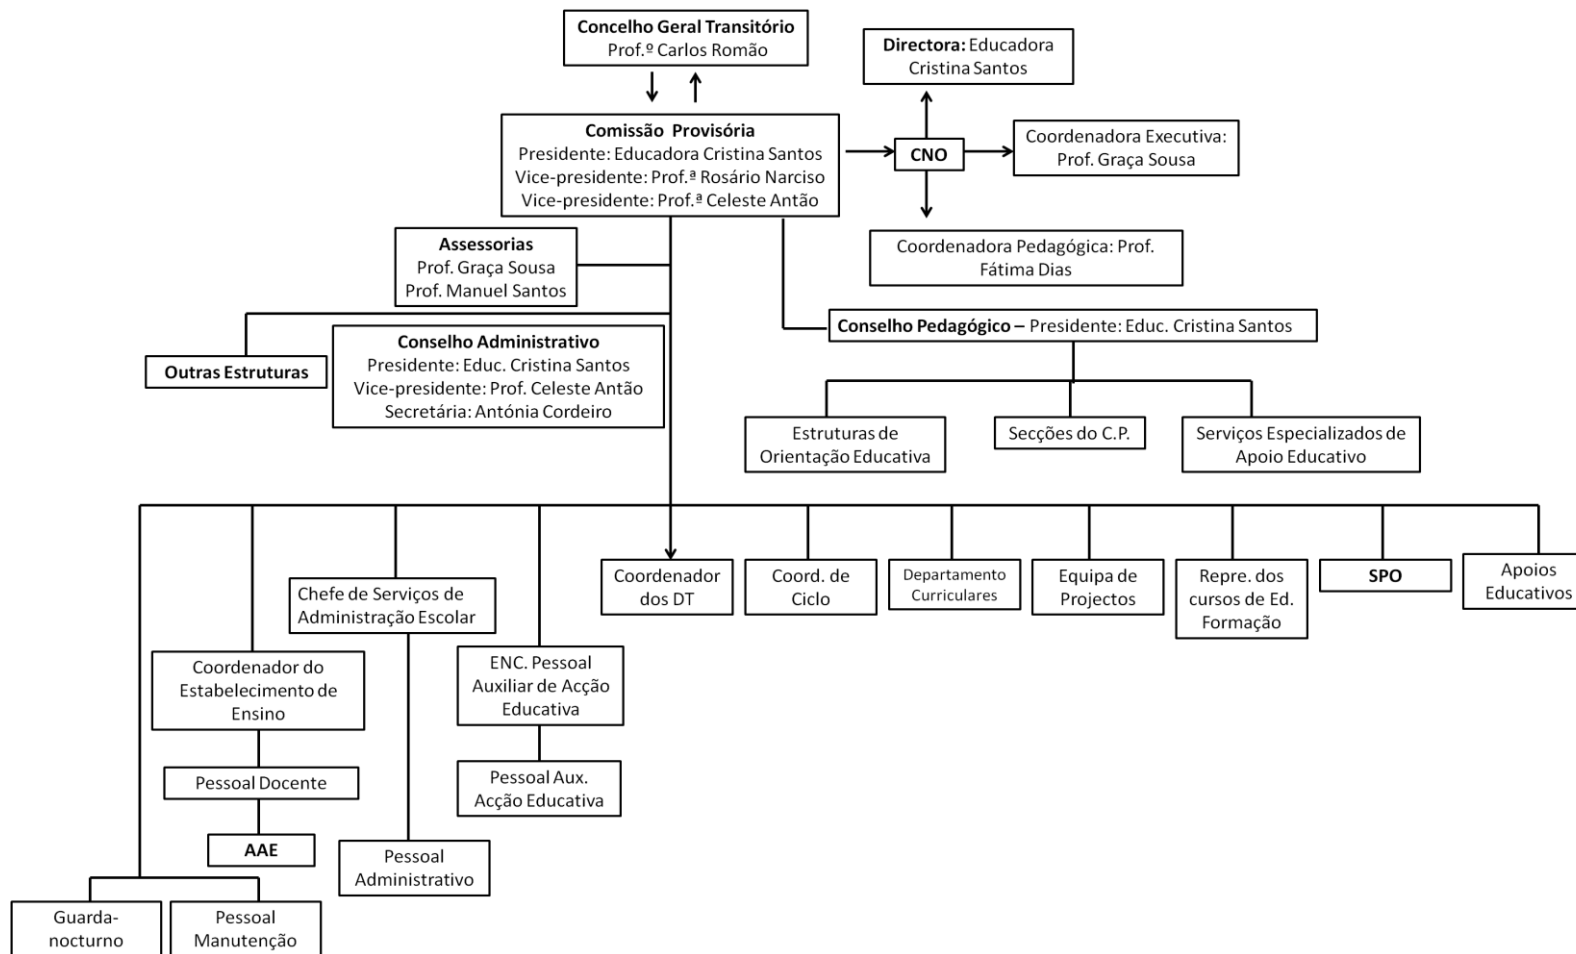 Concelho Geral Transitório
Prof.º Carlos Romão
Directora: Educadora
Cristina Santos
Comissão Provisória
Presidente: Educadora Cristina Santos
Vice-presidente: Prof.ª Rosário Narciso
Vice-presidente: Prof.ª Celeste Antão
CNO
Coordenadora Executiva:
Prof. Graça Sousa
Assessorias
Prof. Graça Sousa
Prof. Manuel Santos
Coordenadora Pedagógica: Prof.
Fátima Dias
Conselho Pedagógico – Presidente: Educ. Cristina Santos
Outras Estruturas
Conselho Administrativo
Presidente: Educ. Cristina Santos
Vice-presidente: Prof. Celeste Antão
Secretária: Antónia Cordeiro
Estruturas de
Orientação Educativa
Secções do C.P.
Serviços Especializados de
Apoio Educativo
Chefe de Serviços de
Administração Escolar
Coordenador
dos DT
Coord. de
Ciclo
Departamento
Curriculares
Equipa de
Projectos
Repre. dos
cursos de Ed.
Formação
SPO
Apoios
Educativos
Coordenador do
Estabelecimento de
Ensino
ENC. Pessoal
Auxiliar de Acção
Educativa
Pessoal Docente
Pessoal Aux.
Acção Educativa
AAE
Pessoal
Administrativo
Guarda-
nocturno
Pessoal
Manutenção